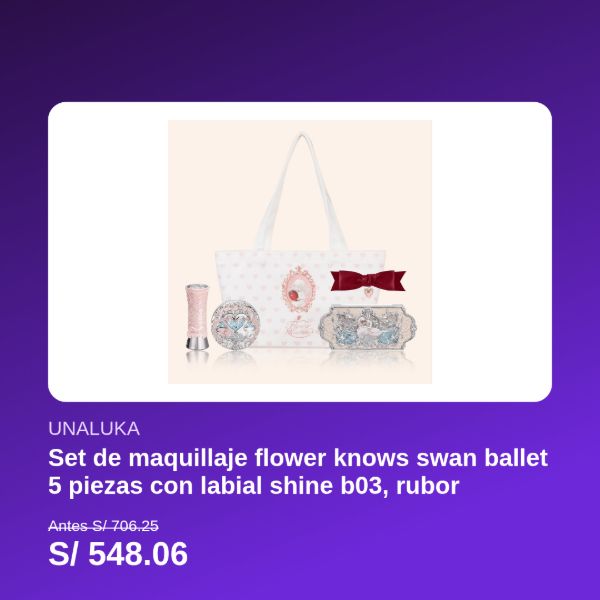 UNALUKA
Set de maquillaje flower knows swan ballet
5 piezas con labial shine b03, rubor
Antes S/ 706.25
S/ 548.06